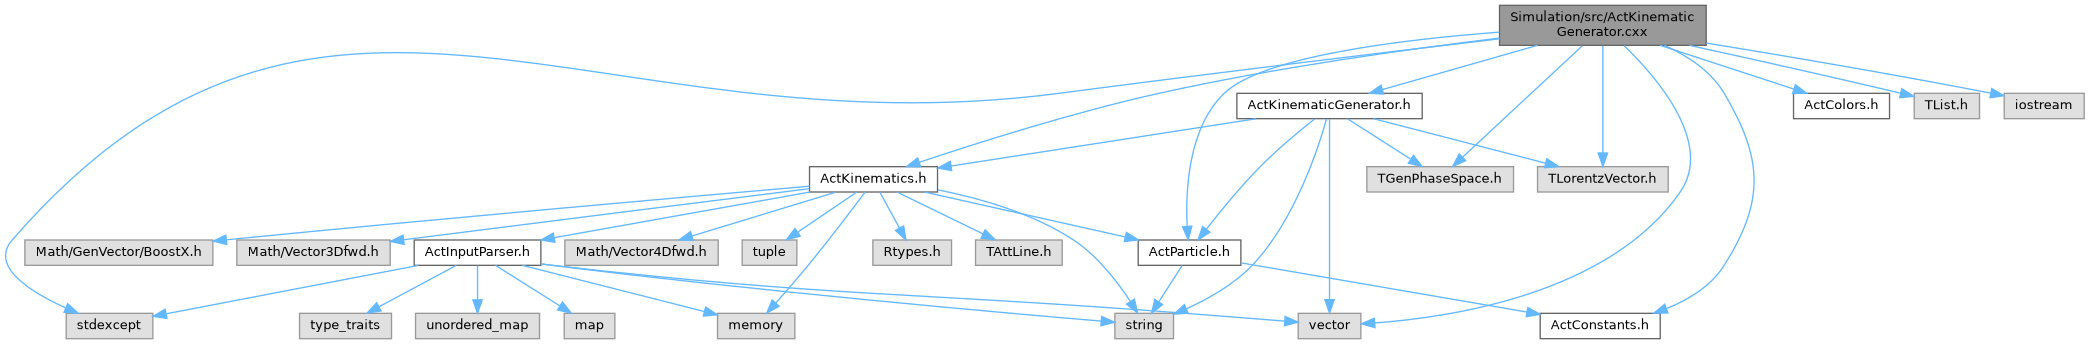 Simulation/src/ActKinematic
Generator.cxx
ActKinematicGenerator.h
ActColors.h
TList.h
iostream
ActKinematics.h
TGenPhaseSpace.h
TLorentzVector.h
Math/GenVector/BoostX.h
Math/Vector3Dfwd.h
ActInputParser.h
Math/Vector4Dfwd.h
tuple
Rtypes.h
TAttLine.h
ActParticle.h
stdexcept
type_traits
unordered_map
map
memory
string
vector
ActConstants.h